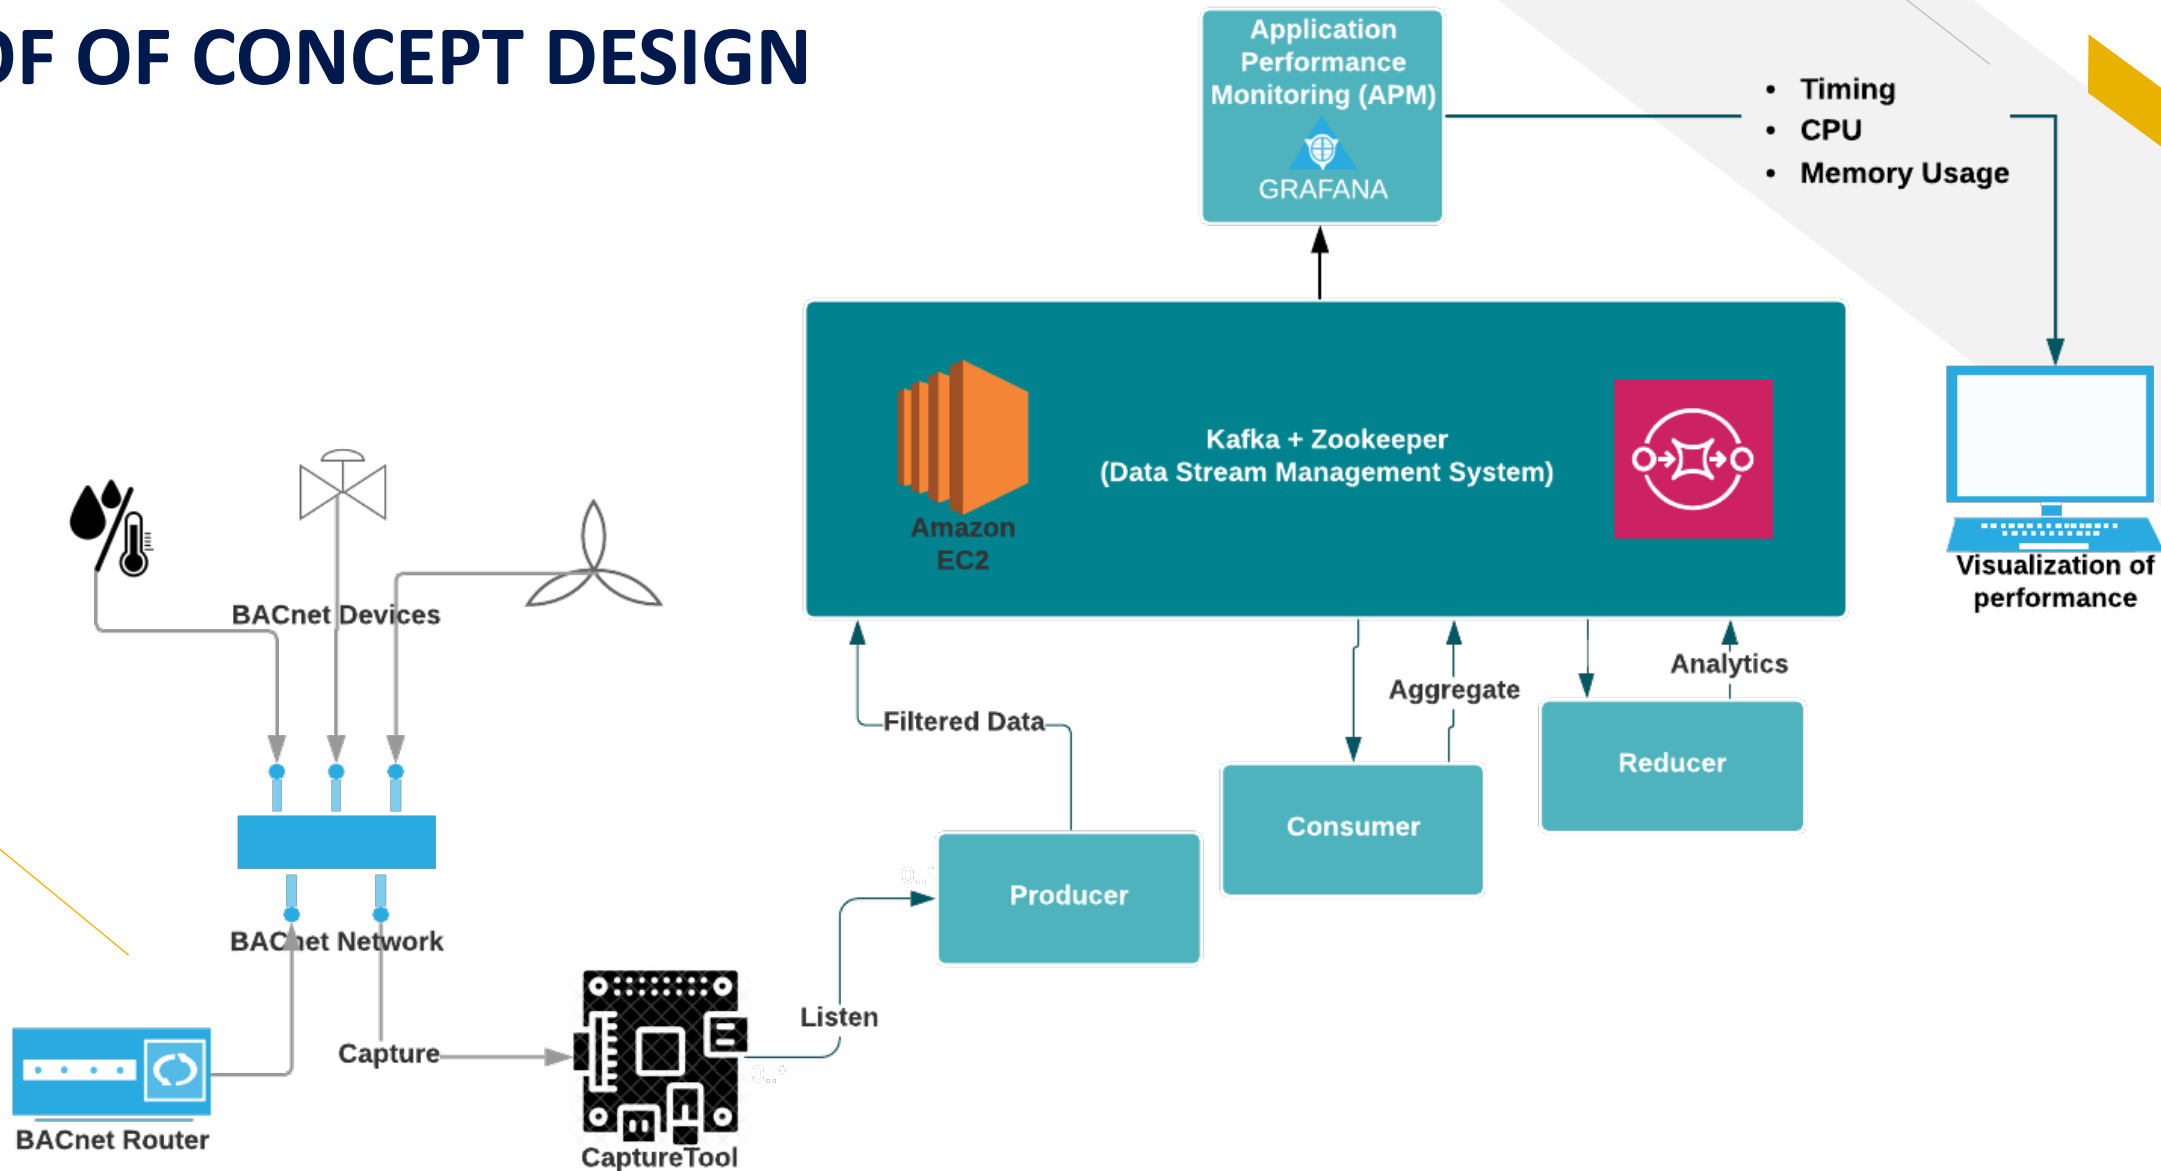 OF OF CONCEPT DESIGN
Application
Performance
Monitoring (APM)
GRAFANA
• Timing
• CPU
• Memory Usage
Kafka + Zookeeper
(Data Stream Management System)
Amazon
EC2
Visualization of
performance
BACnet Devices
Analytics
Aggregate
Filtered Data
Reducer
Consumer
Producer
0..*
BACnet Network
Listen
Capture
0..*
BACnet Router
CaptureTool